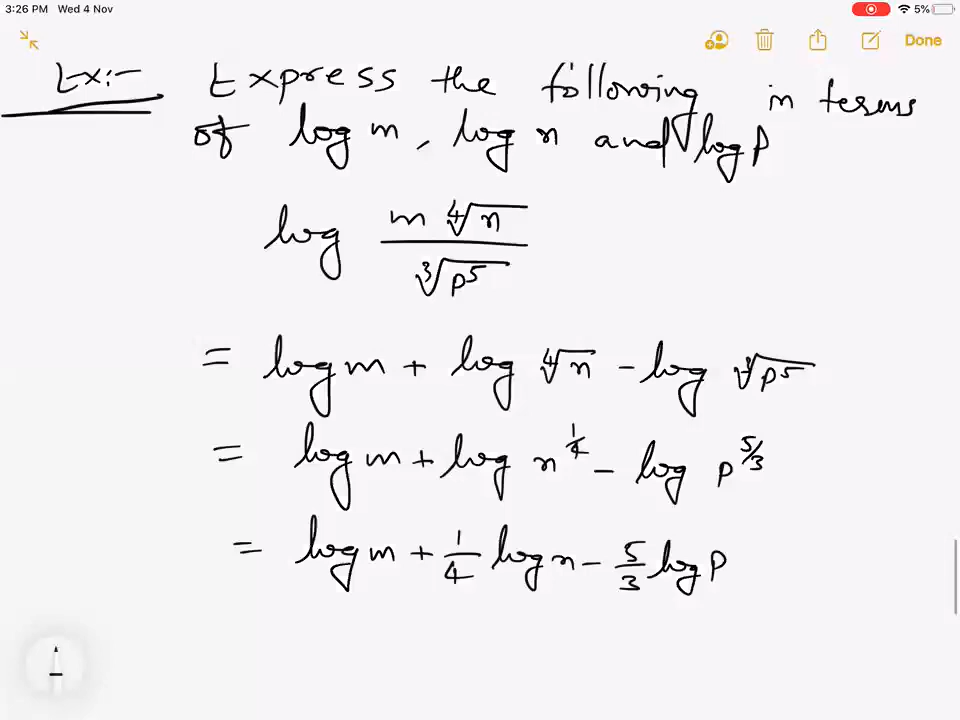 3:26 PM Wed 4 Nov 5%
Done
Ex:- Express the following in terms
of log m, log n and log p
log m ∜n / ∛p⁵
= log m + log ∜n - log ∛p⁵
= log m + log n^1/4 - log p^5/3
= log m + 1/4 log n - 5/3 log p